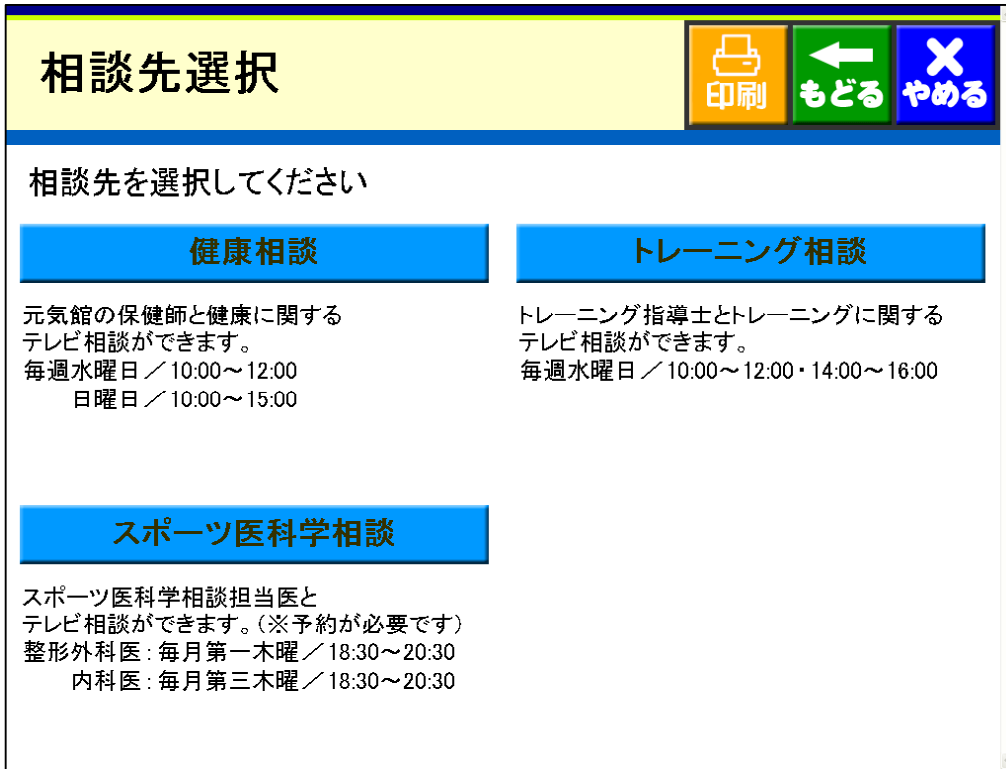 相談先選択
印刷
もどる
やめる
相談先を選択してください
健康相談
元気館の保健師と健康に関する
テレビ相談ができます。
毎週水曜日／10:00～12:00
日曜日／10:00～15:00
トレーニング相談
トレーニング指導士とトレーニングに関する
テレビ相談ができます。
毎週水曜日／10:00～12:00・14:00～16:00
スポーツ医科学相談
スポーツ医科学相談担当医と
テレビ相談ができます。(※予約が必要です)
整形外科医：毎月第一木曜／18:30～20:30
内科医：毎月第三木曜／18:30～20:30